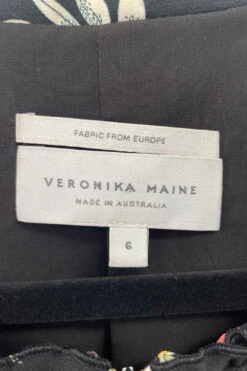 FABRIC FROM EUROPE
VERONIKA MAINE
MADE IN AUSTRALIA
6